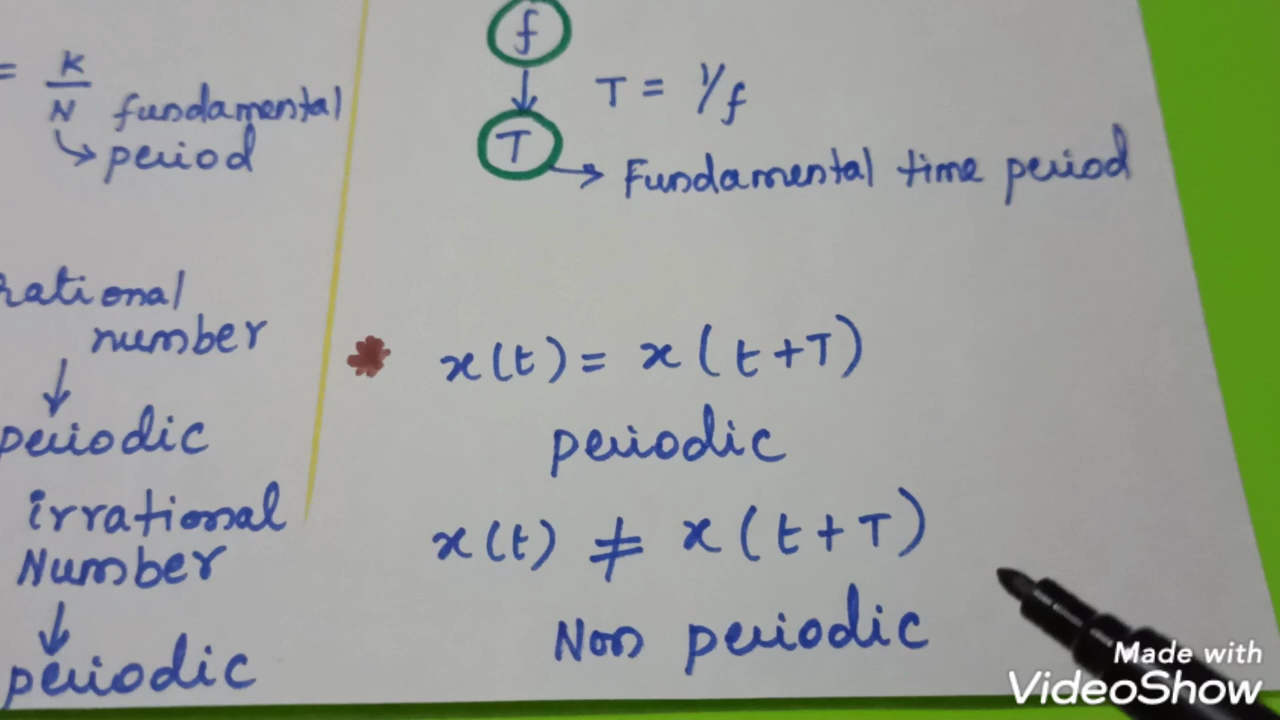 = K/N fundamental
period
rational
number
periodic
irrational
Number
periodic
f
T = 1/f
T
Fundamental time period
x(t) = x(t+T)
periodic
x(t) ≠ x(t+T)
Non periodic
Made with
VideoShow